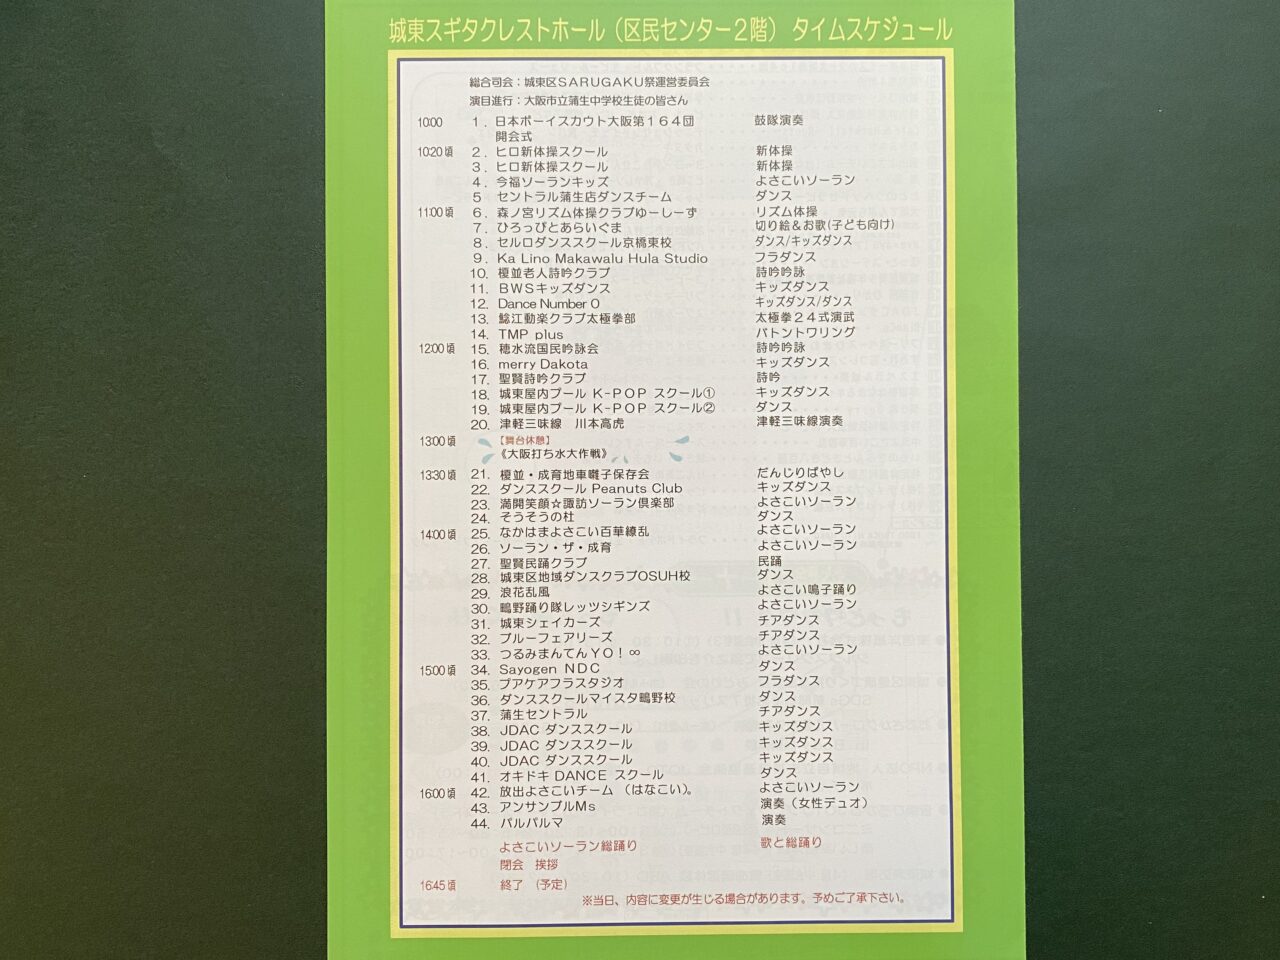 城東スギタクレストホール（区民センター２階） タイムスケジュール
総合司会：城東区ＳＡＲＵＧＡＫＵ祭運営委員会
演目進行：大阪市立蒲生中学校生徒の皆さん
10:00 1. 日本ボーイスカウト大阪第１６４団 鼓隊演奏
開会式
10:20頃 2. ヒロ新体操スクール 新体操
3. ヒロ新体操スクール 新体操
4. 今福ソーランキッズ よさこいソーラン
5 セントラル蒲生店ダンスチーム ダンス
11:00頃 6. 森ノ宮リズム体操クラブゆーしーず リズム体操
7. ひろっぴとあらいぐま 切り絵＆お歌(子ども向け)
8. セルロダンススクール京橋東校 ダンス/キッズダンス
9. Ka Lino Makawalu Hula Studio フラダンス
10. 榎並老人詩吟クラブ 詩吟吟詠
11. ＢＷＳキッズダンス キッズダンス
12. Dance Number 0 キッズダンス/ダンス
13. 鯰江動楽クラブ太極拳部 太極拳２４式演武
14. TMP plus バトントワリング
12:00頃 15. 穂水流国民吟詠会 詩吟吟詠
16. merry Dakota キッズダンス
17. 聖賢詩吟クラブ 詩吟
18. 城東屋内プール K-POP スクール① キッズダンス
19. 城東屋内プール K-POP スクール② ダンス
20. 津軽三味線 川本高虎 津軽三味線演奏
13:00頃 【舞台休憩】
《大阪打ち水大作戦》
13:30頃 21. 榎並・成育地車囃子保存会 だんじりばやし
22. ダンススクール Peanuts Club キッズダンス
23. 満開笑顔☆諏訪ソーラン倶楽部 よさこいソーラン
24. そうそうの杜 ダンス
14:00頃 25. なかはまよさこい百華繚乱 よさこいソーラン
26. ソーラン・ザ・成育 よさこいソーラン
27. 聖賢民踊クラブ 民踊
28. 城東区地域ダンスクラブOSUH校 ダンス
29. 浪花乱風 よさこい鳴子踊り
30. 鴫野踊り隊レッツシギンズ よさこいソーラン
31. 城東シェイカーズ チアダンス
32. ブルーフェアリーズ チアダンス
33. つるみまんてんＹＯ！∞ よさこいソーラン
15:00頃 34. Sayogen NDC ダンス
35. プアケアフラスタジオ フラダンス
36. ダンススクールマイスタ鴫野校 ダンス
37. 蒲生セントラル チアダンス
38. JDAC ダンススクール キッズダンス
39. JDAC ダンススクール キッズダンス
40. JDAC ダンススクール キッズダンス
41. オキドキ DANCE スクール ダンス
16:00頃 42. 放出よさこいチーム （はなこい）。 よさこいソーラン
43. アンサンブルＭｓ 演奏（女性デュオ）
44. パルパルマ 演奏
よさこいソーラン総踊り 歌と総踊り
閉会 挨拶
16:45頃 終了 （予定）
※当日、内容に変更が生じる場合があります。予めご了承下さい。